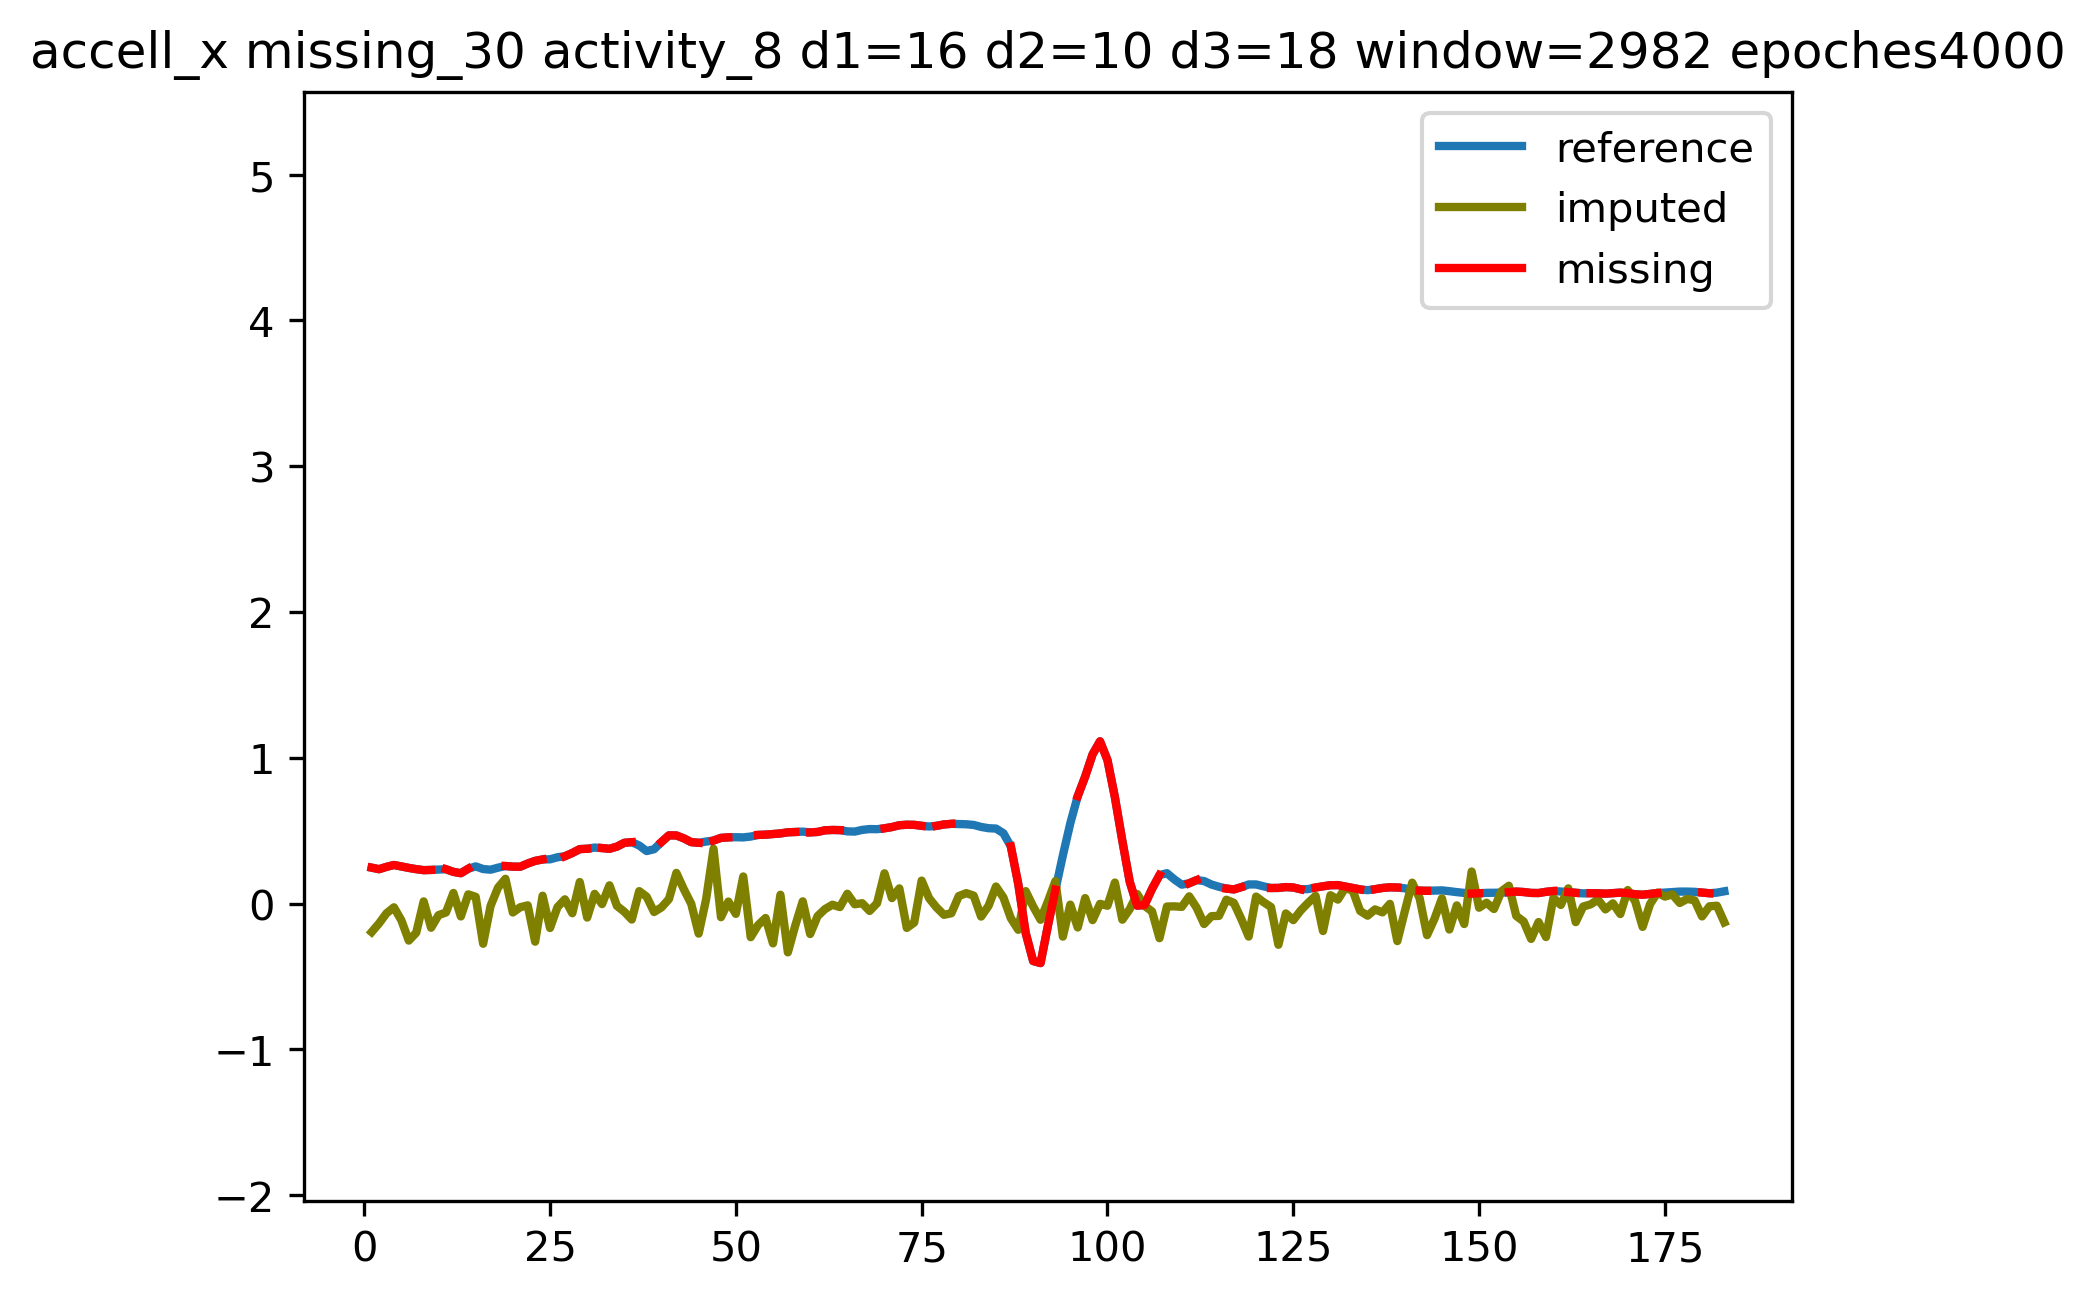 accell_x missing_30 activity_8 d1=16 d2=10 d3=18 window=2982 epoches4000
reference
imputed
missing
5
4
3
2
1
0
−1
−2
0 25 50 75 100 125 150 175